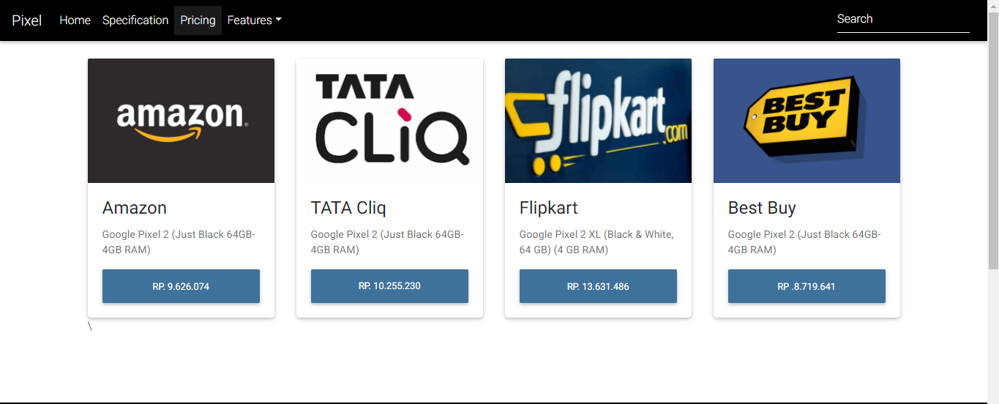 Pixel Home Specification Pricing Features Search
amazon
TATA
CLiQ
flipkart
.com
BEST
BUY
Amazon
Google Pixel 2 (Just Black 64GB-
4GB RAM)
RP. 9.626.074
TATA Cliq
Google Pixel 2 (Just Black 64GB-
4GB RAM)
RP. 10.255.230
Flipkart
Google Pixel 2 XL (Black & White,
64 GB) (4 GB RAM)
RP. 13.631.486
Best Buy
Google Pixel 2 (Just Black 64GB-
4GB RAM)
RP .8.719.641
\